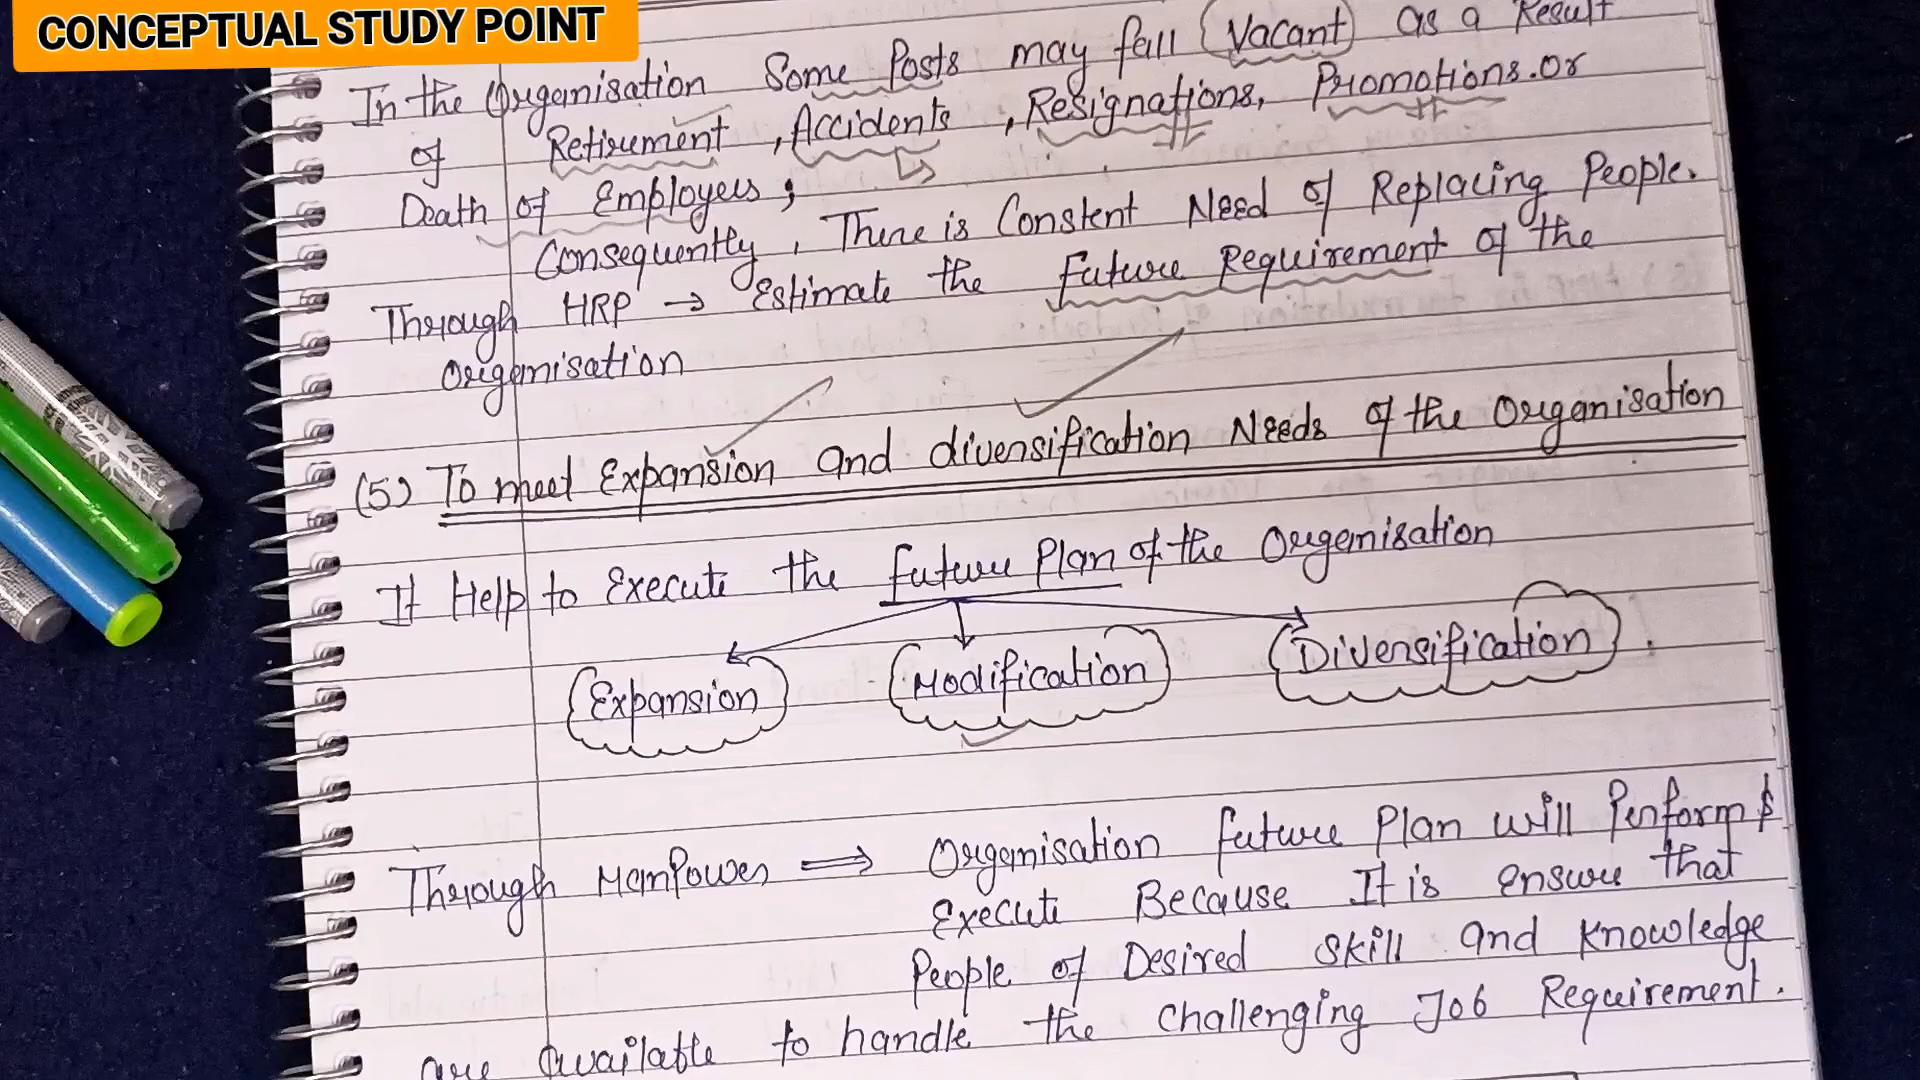 CONCEPTUAL STUDY POINT
In the Organisation Some Posts may fall Vacant as a Result
of Retirement, Accidents, Resignations, Promotions. or
Death of Employees;
Consequently, There is Constent Need of Replacing People.
Through HRP → Estimate the future Requirement of the
Organisation
(5) To meet Expansion and diversification Needs of the Organisation
It Help to Execute the future Plan of the Organisation
Expansion Modification Diversification
Through ManPower ⟹ Organisation future Plan will Perform &
Execute Because It is ensure that
People of Desired skill and knowledge
are available to handle the challenging Job Requirement.